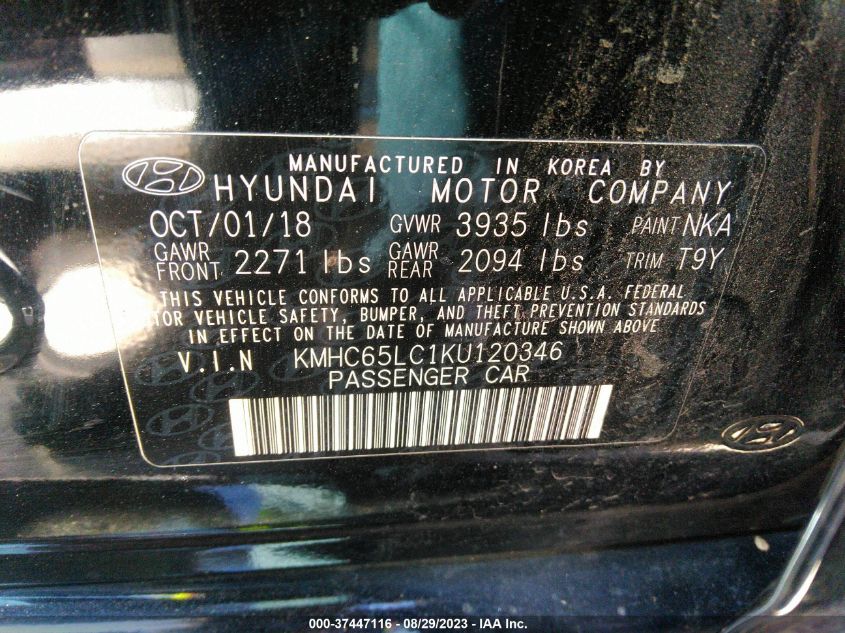 MANUFACTURED IN KOREA BY
HYUNDAI MOTOR COMPANY
OCT/01/18 GVWR 3935 lbs PAINT NKA
GAWR FRONT 2271 lbs GAWR REAR 2094 lbs TRIM T9Y
THIS VEHICLE CONFORMS TO ALL APPLICABLE U.S.A. FEDERAL
MOTOR VEHICLE SAFETY, BUMPER, AND THEFT PREVENTION STANDARDS
IN EFFECT ON THE DATE OF MANUFACTURE SHOWN ABOVE
V.I.N KMHC65LC1KU120346
PASSENGER CAR
000-37447116 - 08/29/2023 - IAA Inc.